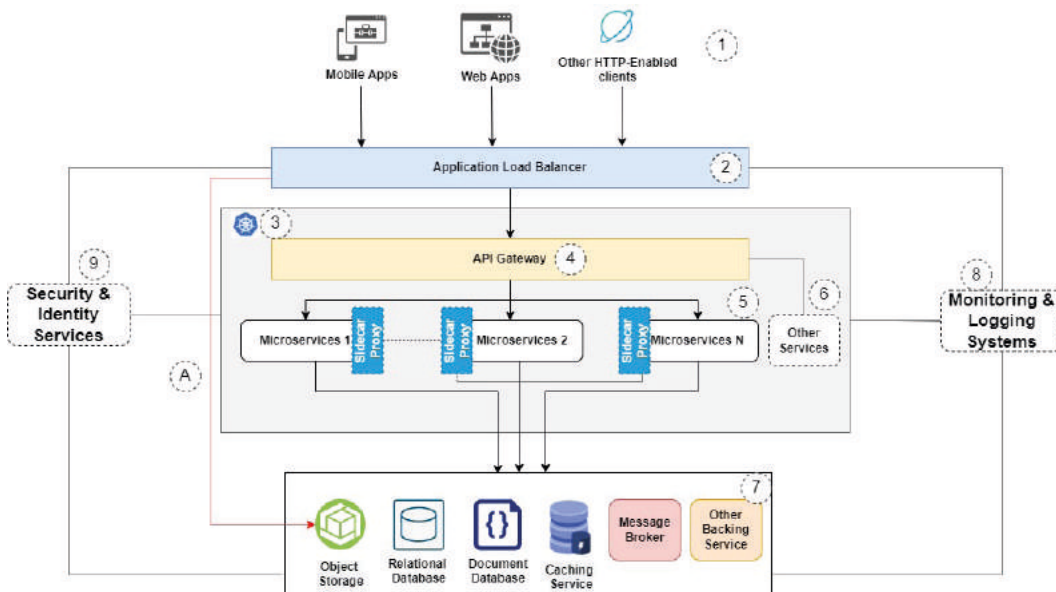 Mobile Apps
Web Apps
Other HTTP-Enabled
clients
1
Application Load Balancer
2
3
API Gateway
4
9
Security &
Identity
Services
8
Monitoring &
Logging
Systems
5
6
Microservices 1
Sidecar
Proxy
Sidecar
Proxy
Microservices 2
Sidecar
Proxy
Microservices N
Other
Services
A
7
Object
Storage
Relational
Database
Document
Database
Caching
Service
Message
Broker
Other
Backing
Service